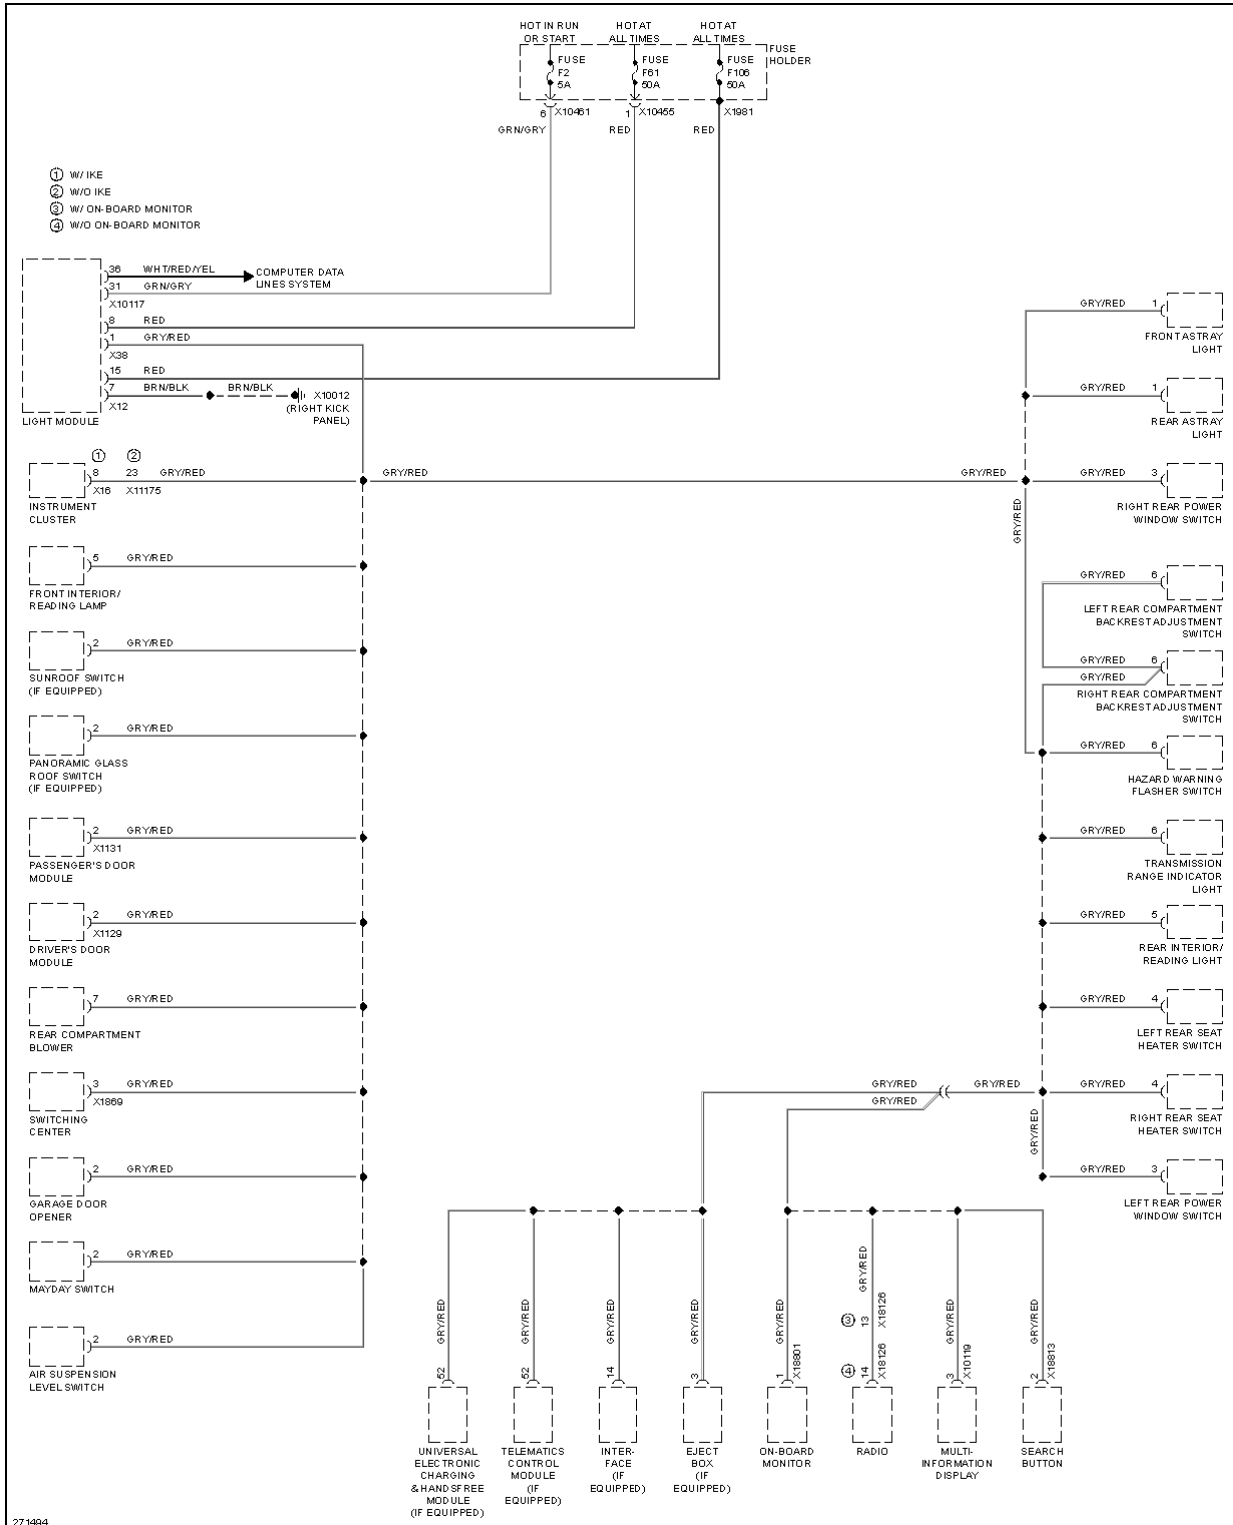 HOT IN RUN
OR START
HOT AT
ALL TIMES
HOT AT
ALL TIMES
FUSE
HOLDER
FUSE
F2
5A
FUSE
F61
50A
FUSE
F106
50A
6 X10461
1 X10455
X1981
GRN/GRY
RED
RED
1 W/ IKE
2 W/O IKE
3 W/ ON-BOARD MONITOR
4 W/O ON-BOARD MONITOR
36 WHT/RED/YEL
COMPUTER DATA
LINES SYSTEM
31 GRN/GRY
X10117
8 RED
1 GRY/RED
X38
15 RED
7 BRN/BLK BRN/BLK
X12
X10012
(RIGHT KICK
PANEL)
LIGHT MODULE
1 2
8 23 GRY/RED
X16 X11175
INSTRUMENT
CLUSTER
GRY/RED
GRY/RED
5 GRY/RED
FRONT INTERIOR/
READING LAMP
2 GRY/RED
SUNROOF SWITCH
(IF EQUIPPED)
2 GRY/RED
PANORAMIC GLASS
ROOF SWITCH
(IF EQUIPPED)
2 GRY/RED
X1131
PASSENGER'S DOOR
MODULE
2 GRY/RED
X1129
DRIVER'S DOOR
MODULE
7 GRY/RED
REAR COMPARTMENT
BLOWER
3 GRY/RED
X1869
SWITCHING
CENTER
2 GRY/RED
GARAGE DOOR
OPENER
2 GRY/RED
MAYDAY SWITCH
2 GRY/RED
AIR SUSPENSION
LEVEL SWITCH
GRY/RED 1
FRONT ASTRAY
LIGHT
GRY/RED 1
REAR ASTRAY
LIGHT
GRY/RED 3
RIGHT REAR POWER
WINDOW SWITCH
GRY/RED
GRY/RED 6
LEFT REAR COMPARTMENT
BACKREST ADJUSTMENT
SWITCH
GRY/RED 6
GRY/RED
RIGHT REAR COMPARTMENT
BACKREST ADJUSTMENT
SWITCH
GRY/RED 6
HAZARD WARNING
FLASHER SWITCH
GRY/RED 6
TRANSMISSION
RANGE INDICATOR
LIGHT
GRY/RED 5
REAR INTERIOR/
READING LIGHT
GRY/RED 4
LEFT REAR SEAT
HEATER SWITCH
GRY/RED
GRY/RED
GRY/RED
GRY/RED 4
RIGHT REAR SEAT
HEATER SWITCH
GRY/RED
GRY/RED 3
LEFT REAR POWER
WINDOW SWITCH
52 GRY/RED
UNIVERSAL
ELECTRONIC
CHARGING
& HANDSFREE
MODULE
(IF EQUIPPED)
52 GRY/RED
TELEMATICS
CONTROL
MODULE
(IF
EQUIPPED)
14 GRY/RED
INTER-
FACE (IF
EQUIPPED)
3 GRY/RED
EJECT
BOX
(IF
EQUIPPED)
1 GRY/RED
X18801
ON-BOARD
MONITOR
GRY/RED
3 13 X18126
4 14 X18126
RADIO
3 GRY/RED
X10119
MULTI-
INFORMATION
DISPLAY
2 GRY/RED
X18813
SEARCH
BUTTON
271494